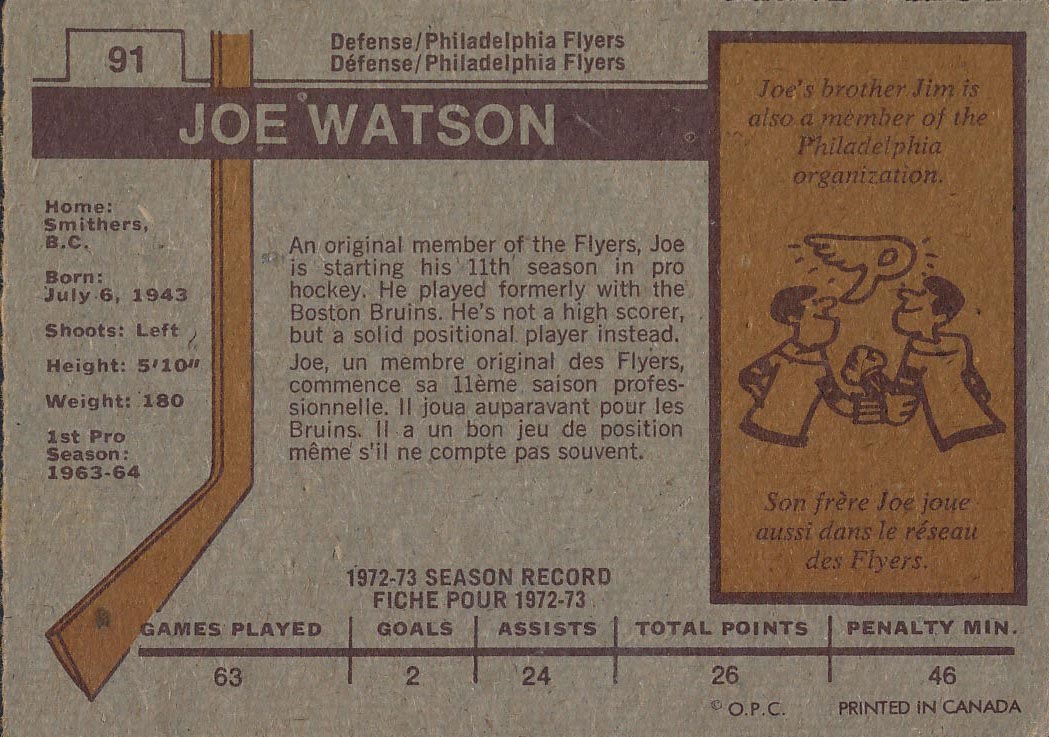 91
Defense/Philadelphia Flyers
Défense/Philadelphia Flyers
JOE WATSON
Home:
Smithers,
B.C.
Born:
July 6, 1943
Shoots: Left
Height: 5'10"
Weight: 180
1st Pro
Season:
1963-64
An original member of the Flyers, Joe
is starting his 11th season in pro
hockey. He played formerly with the
Boston Bruins. He's not a high scorer,
but a solid positional player instead.
Joe, un membre original des Flyers,
commence sa 11ème saison profes-
sionnelle. Il joua auparavant pour les
Bruins. Il a un bon jeu de position
même s'il ne compte pas souvent.
Joe's brother Jim is
also a member of the
Philadelphia
organization.
P
Son frère Joe joue
aussi dans le réseau
des Flyers.
1972-73 SEASON RECORD
FICHE POUR 1972-73
GAMES PLAYED GOALS ASSISTS TOTAL POINTS PENALTY MIN.
63 2 24 26 46
© O.P.C. PRINTED IN CANADA